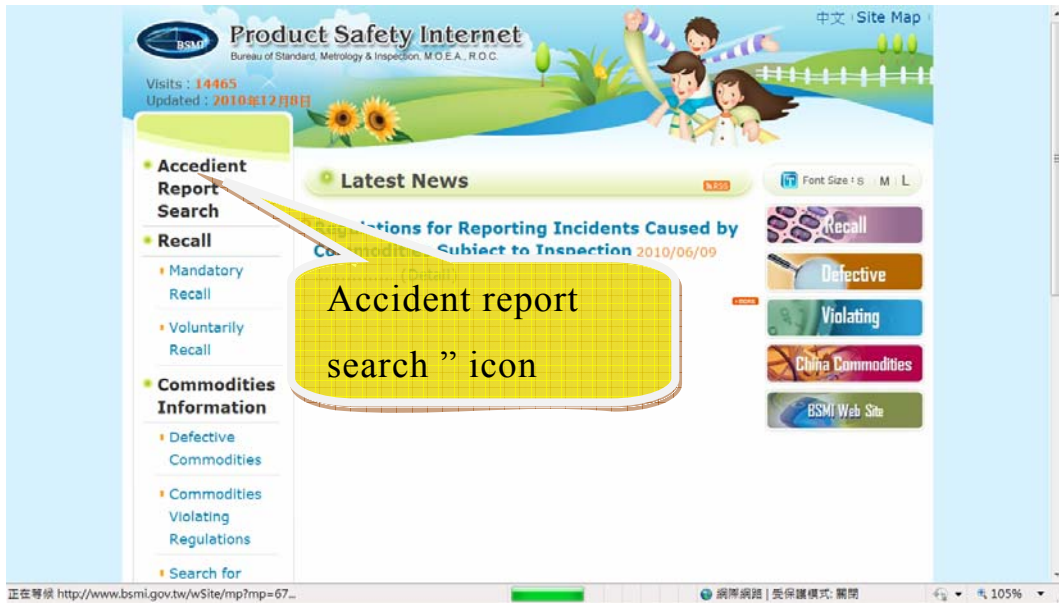 中文 Site Map
BSMI
Product Safety Internet
Bureau of Standard, Metrology & Inspection, M.O.E.A., R.O.C.
Visits : 14465
Updated : 2010年12月8日
Accedient
Report
Search
Recall
Mandatory
Recall
Voluntarily
Recall
Commodities
Information
Defective
Commodities
Commodities
Violating
Regulations
Search for
Latest News
RSS
Regulations for Reporting Incidents Caused by
Commodities Subject to Inspection 2010/06/09
(Detail)
Accident report
search ” icon
Font Size : S M L
Recall
Defective
Violating
China Commodities
BSMI Web Site
正在等候 http://www.bsmi.gov.tw/wSite/mp?mp=67...
網際網路 | 受保護模式: 關閉
105%